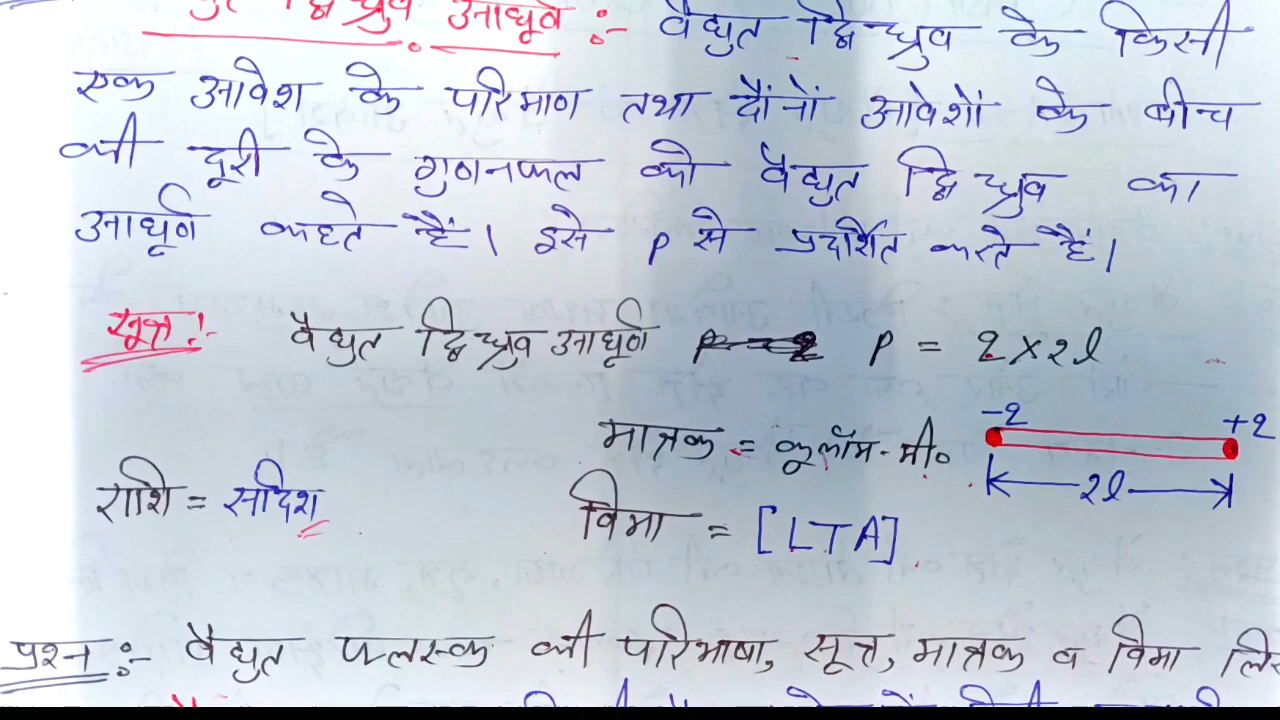 द्विध्रुव आघूर्ण :- वैद्युत द्विध्रुव के किसी
एक आवेश के परिमाण तथा दोंनों आवेशों के बीच
की दूरी के गुणनफल को वैद्युत द्विध्रुव का
आघूर्ण कहते हैं। इसे p से प्रदर्शित करते हैं।
सूत्र :- वैद्युत द्विध्रुव आघूर्ण P = q×2l
-q +q
मात्रक = कूलॉम-मी०
2l
राशि = सदिश
विमा = [LTA]
प्रश्न :- वैद्युत फलस्क की परिभाषा, सूत्र, मात्रक व विमा